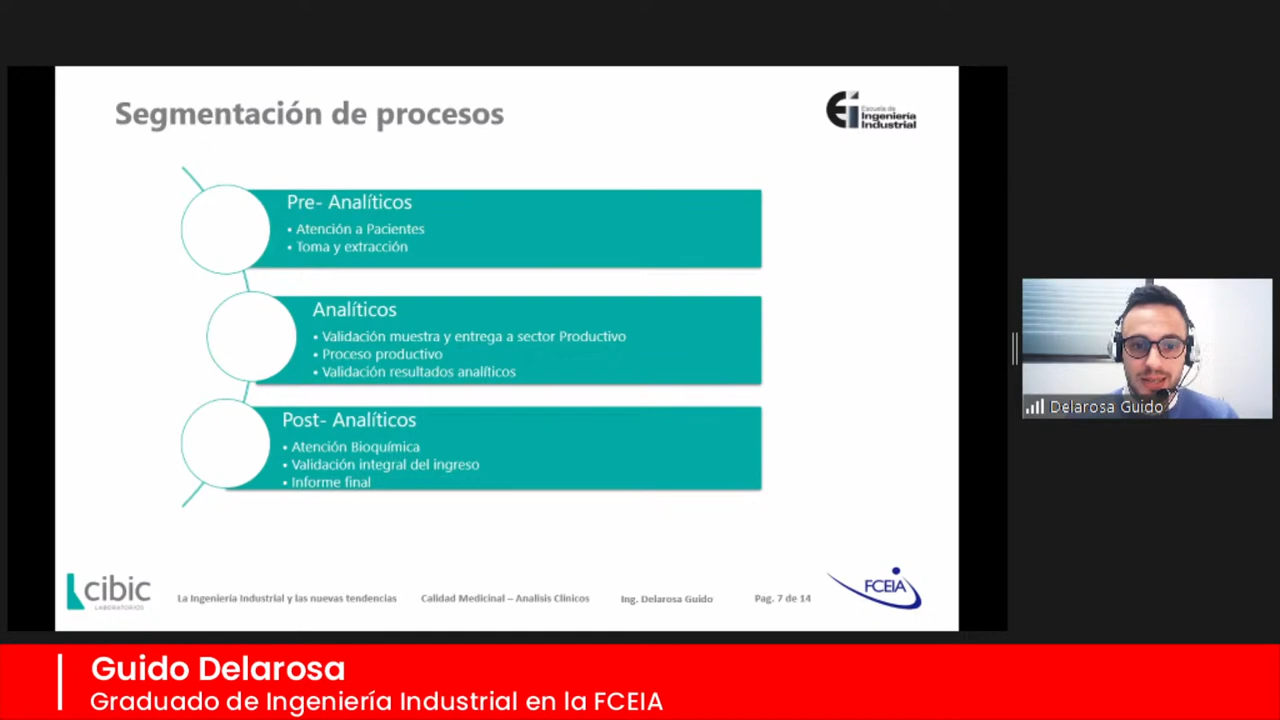 Segmentación de procesos
Ei
Escuela de
Ingeniería
Industrial
Pre- Analíticos
• Atención a Pacientes
• Toma y extracción
Analíticos
• Validación muestra y entrega a sector Productivo
• Proceso productivo
• Validación resultados analíticos
Post- Analíticos
• Atención Bioquímica
• Validación integral del ingreso
• Informe final
Delarosa Guido
cibic
LABORATORIOS
La Ingeniería Industrial y las nuevas tendencias
Calidad Medicinal – Analisis Clínicos
Ing. Delarosa Guido
Pag. 7 de 14
FCEIA
Guido Delarosa
Graduado de Ingeniería Industrial en la FCEIA